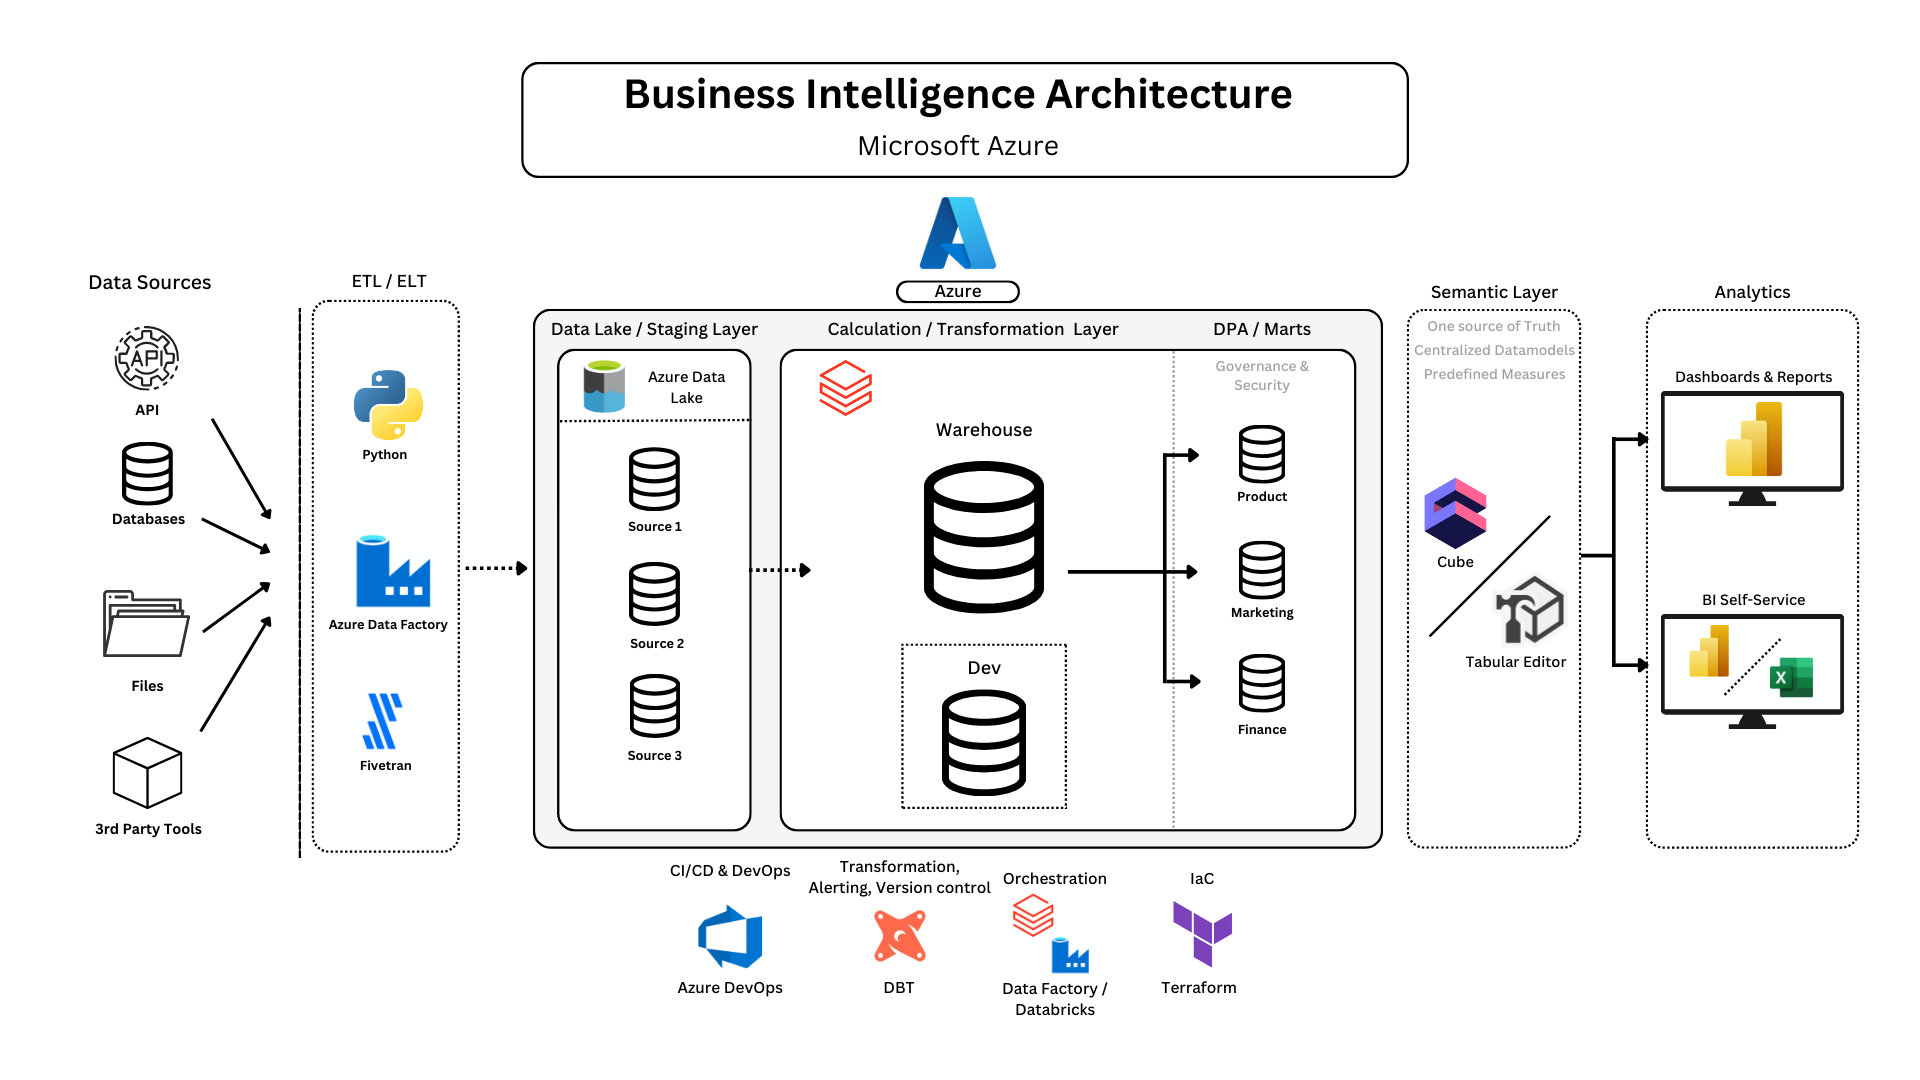 Business Intelligence Architecture
Microsoft Azure
Azure
Data Sources
API
API
Databases
Files
3rd Party Tools
ETL / ELT
Python
Azure Data Factory
Fivetran
Data Lake / Staging Layer
Azure Data
Lake
Source 1
Source 2
Source 3
Calculation / Transformation Layer
Warehouse
Dev
DPA / Marts
Governance &
Security
Product
Marketing
Finance
Semantic Layer
One source of Truth
Centralized Datamodels
Predefined Measures
Cube
Tabular Editor
Analytics
Dashboards & Reports
BI Self-Service
X
CI/CD & DevOps
Azure DevOps
Transformation,
Alerting, Version control
DBT
Orchestration
Data Factory /
Databricks
IaC
Terraform